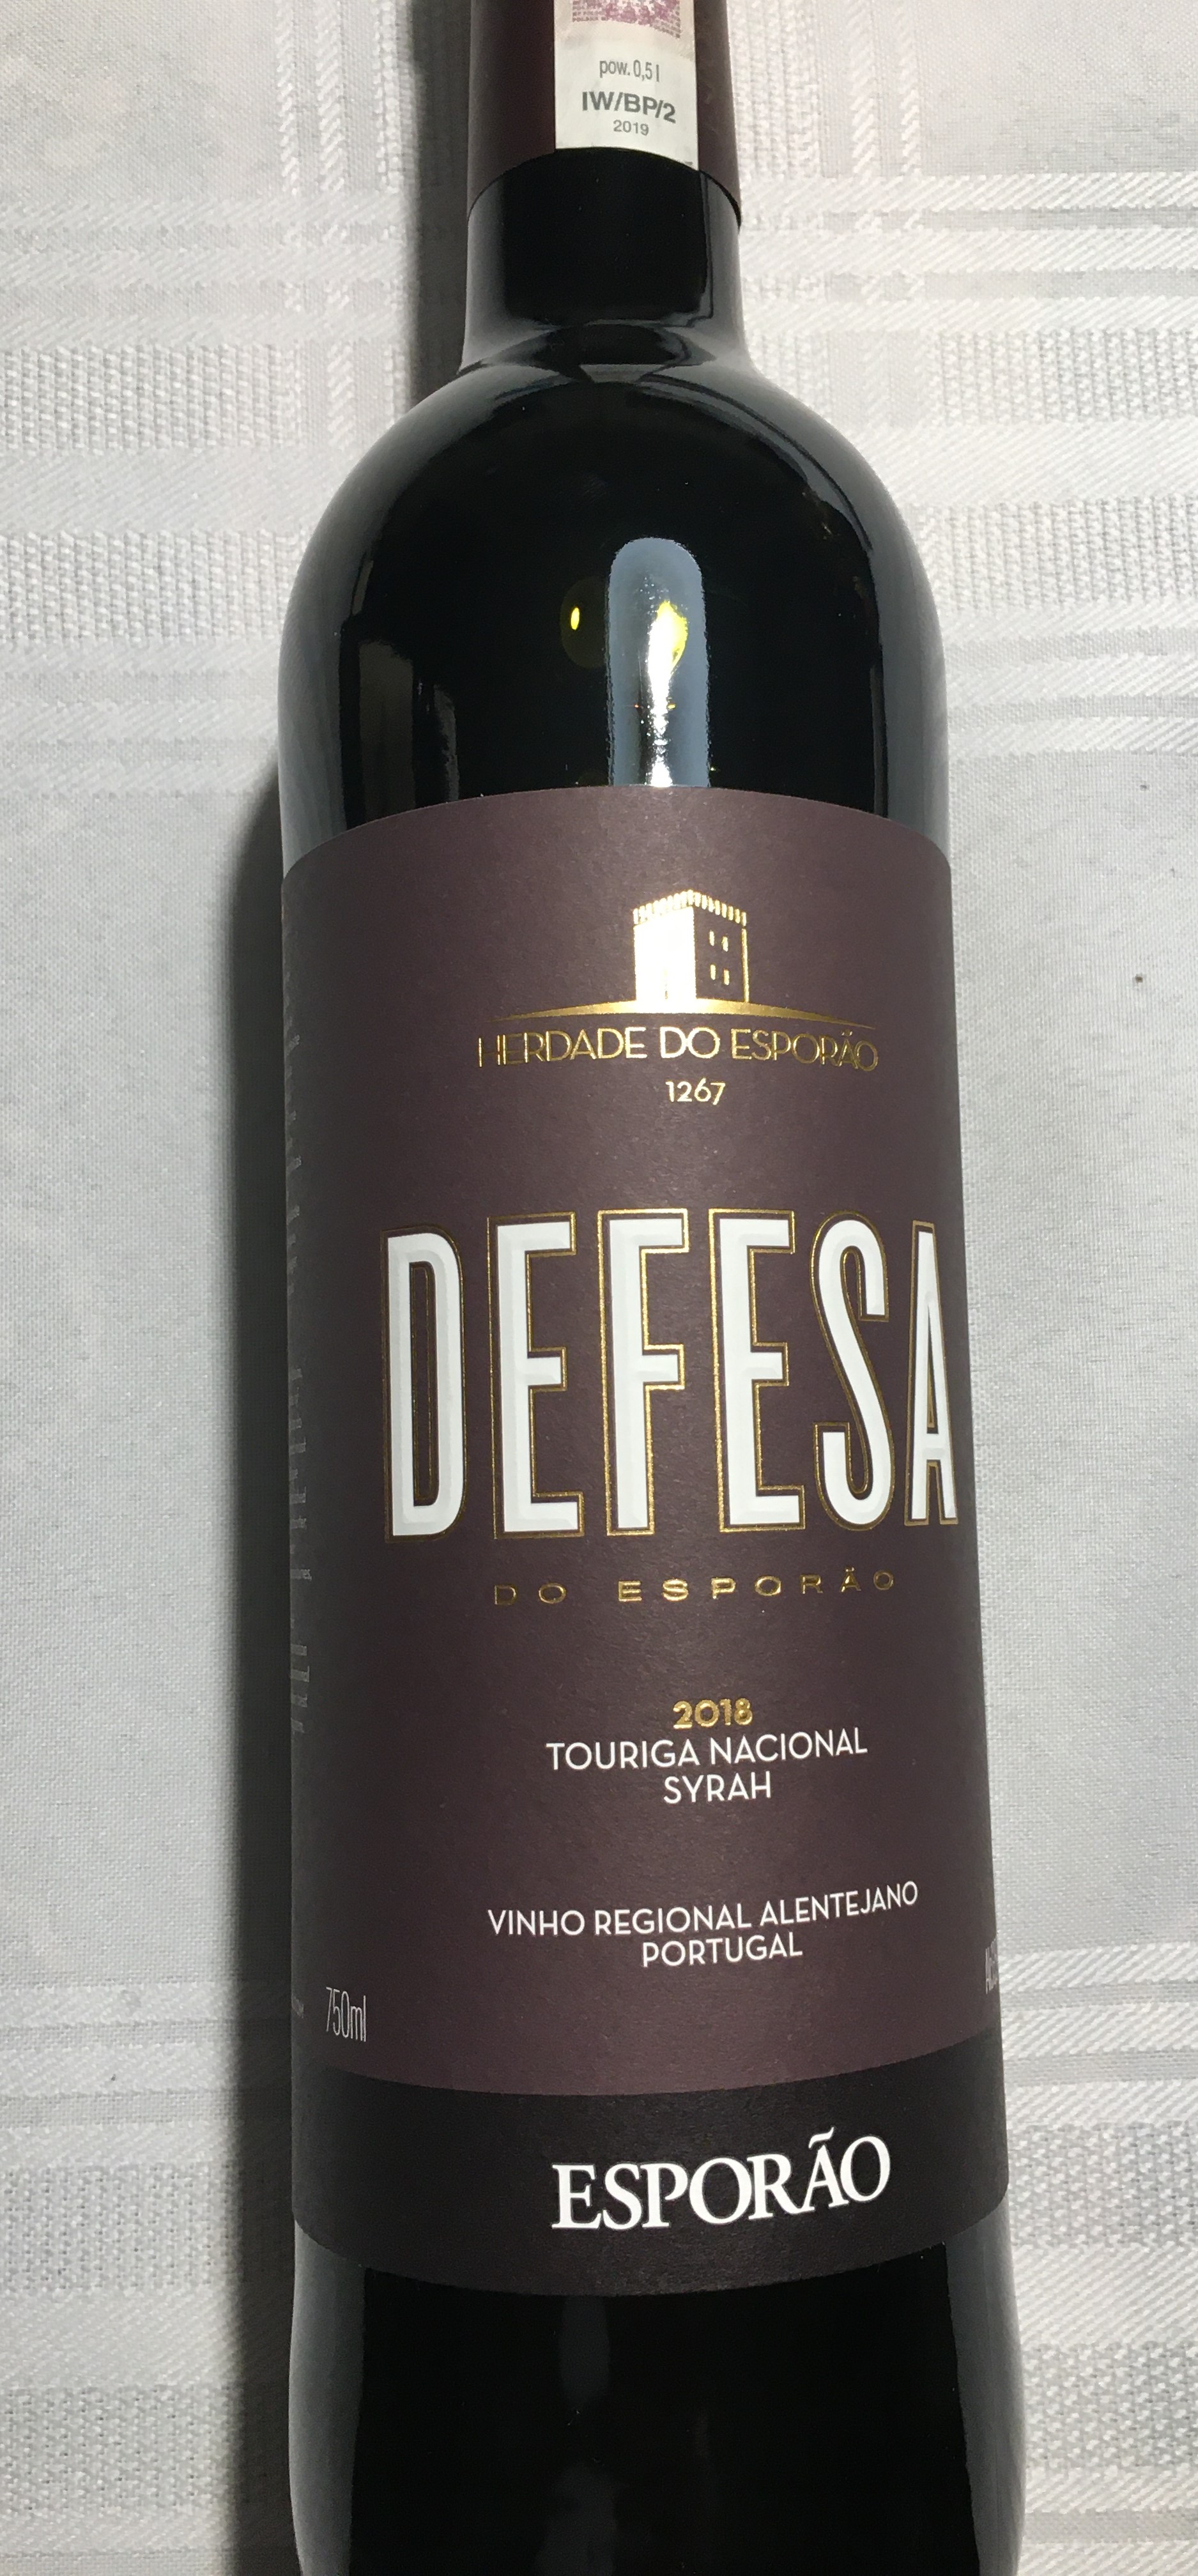 pow. 0,5 l
IW/BP/2
2019
HERDADE DO ESPORÃO
1267
DEFESA
DO ESPORÃO
2018
TOURIGA NACIONAL
SYRAH
VINHO REGIONAL ALENTEJANO
PORTUGAL
750ml
ESPORÃO